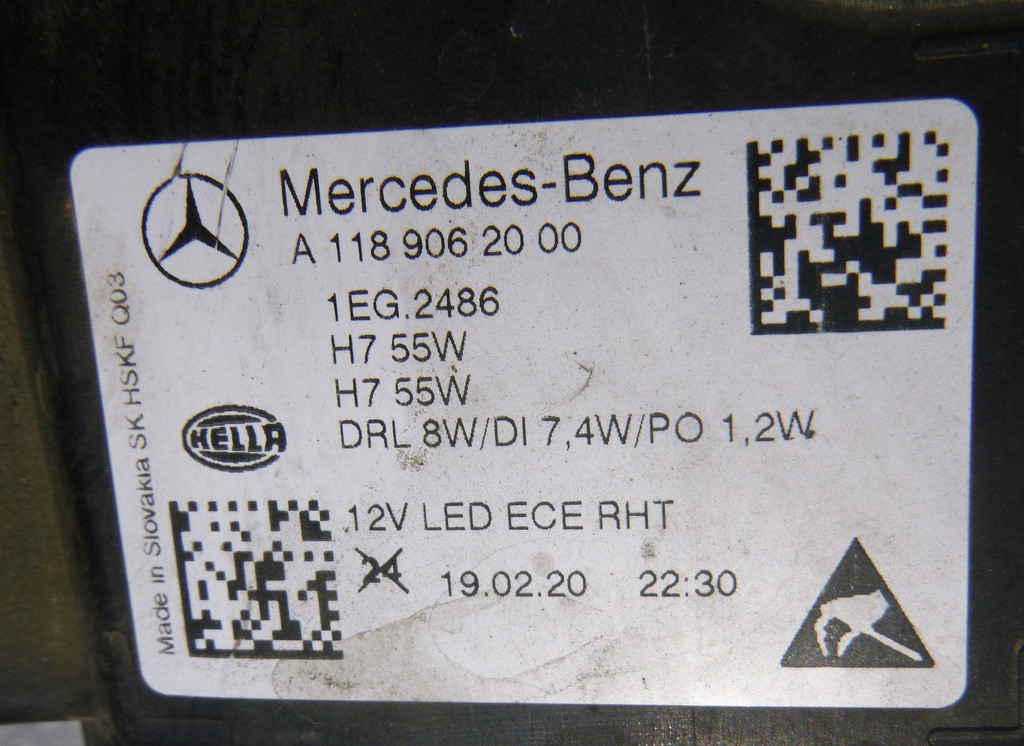 Mercedes-Benz
A 118 906 20 00
1EG.2486
H7 55W
H7 55W
DRL 8W/DI 7,4W/PO 1,2W
HELLA
12V LED ECE RHT
24 19.02.20 22:30
Made in Slovakia SK HSKF Q03